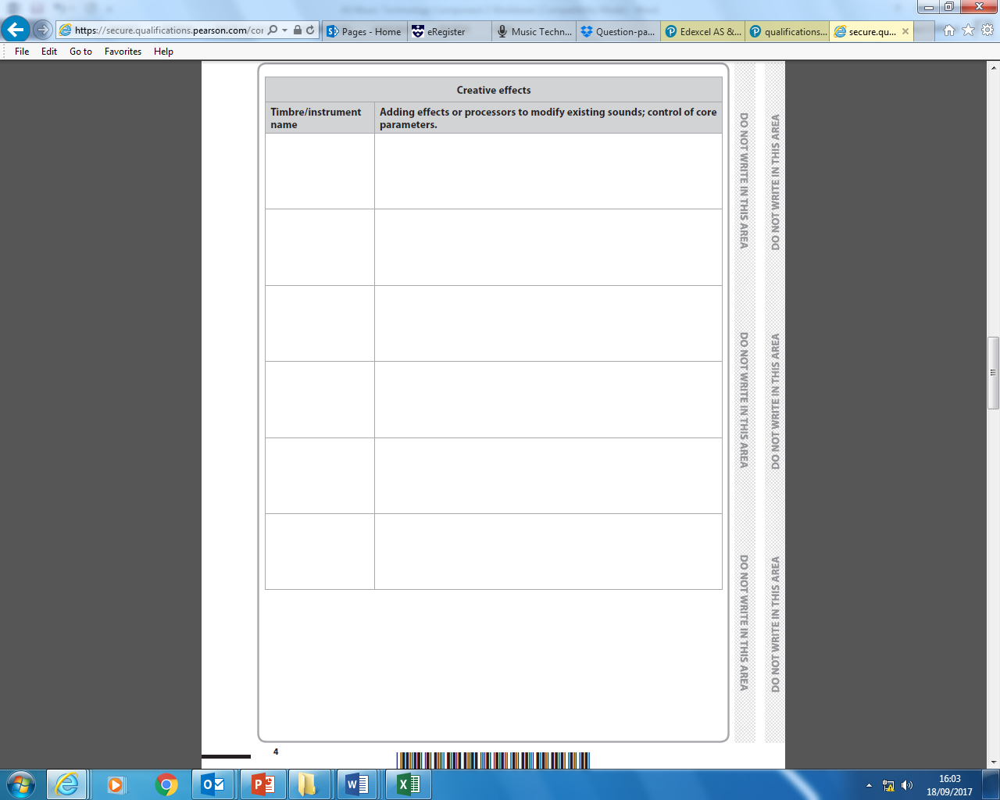 https://secure.qualifications.pearson.com/cor
Pages - Home
eRegister
Music Techn...
Question-pa...
Edexcel AS &...
qualifications...
secure.qu...
File Edit Go to Favorites Help
Creative effects
Timbre/instrument
name
Adding effects or processors to modify existing sounds; control of core
parameters.
DO NOT WRITE IN THIS AREA
DO NOT WRITE IN THIS AREA
DO NOT WRITE IN THIS AREA
DO NOT WRITE IN THIS AREA
DO NOT WRITE IN THIS AREA
DO NOT WRITE IN THIS AREA
4
16:03
18/09/2017